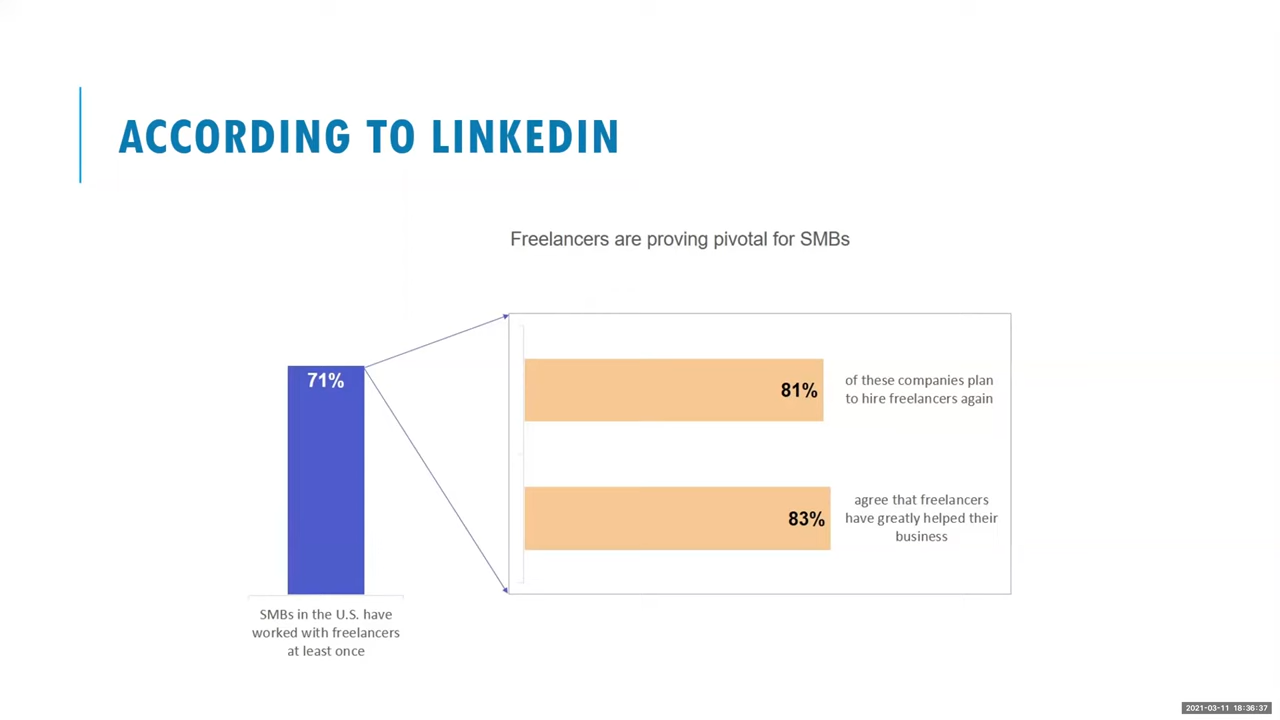 ACCORDING TO LINKEDIN
Freelancers are proving pivotal for SMBs
71%
SMBs in the U.S. have
worked with freelancers
at least once
81%
of these companies plan
to hire freelancers again
83%
agree that freelancers
have greatly helped their
business
2021-03-11 18:36:37